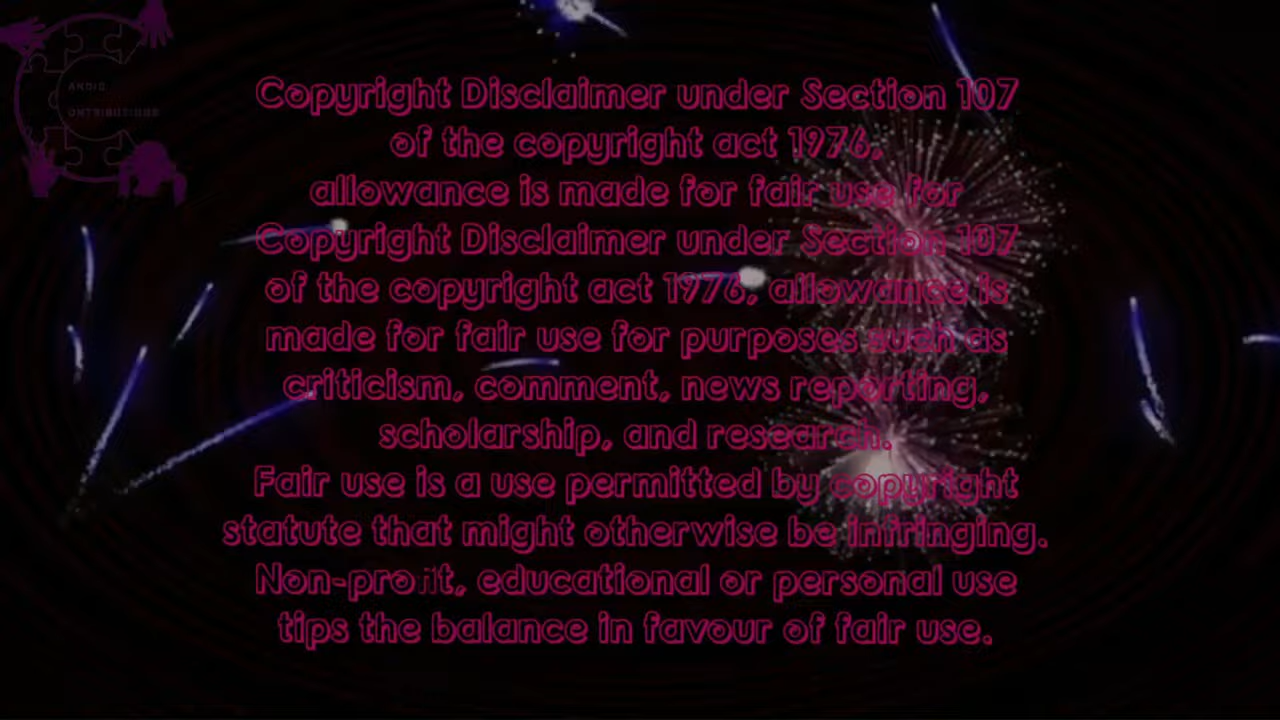 ANDID
ONTRIBUTIONS
Copyright Disclaimer under Section 107
of the copyright act 1976,
allowance is made for fair use for
Copyright Disclaimer under Section 107
of the copyright act 1976, allowance is
made for fair use for purposes such as
criticism, comment, news reporting,
scholarship, and research.
Fair use is a use permitted by copyright
statute that might otherwise be infringing.
Non-profit, educational or personal use
tips the balance in favour of fair use.